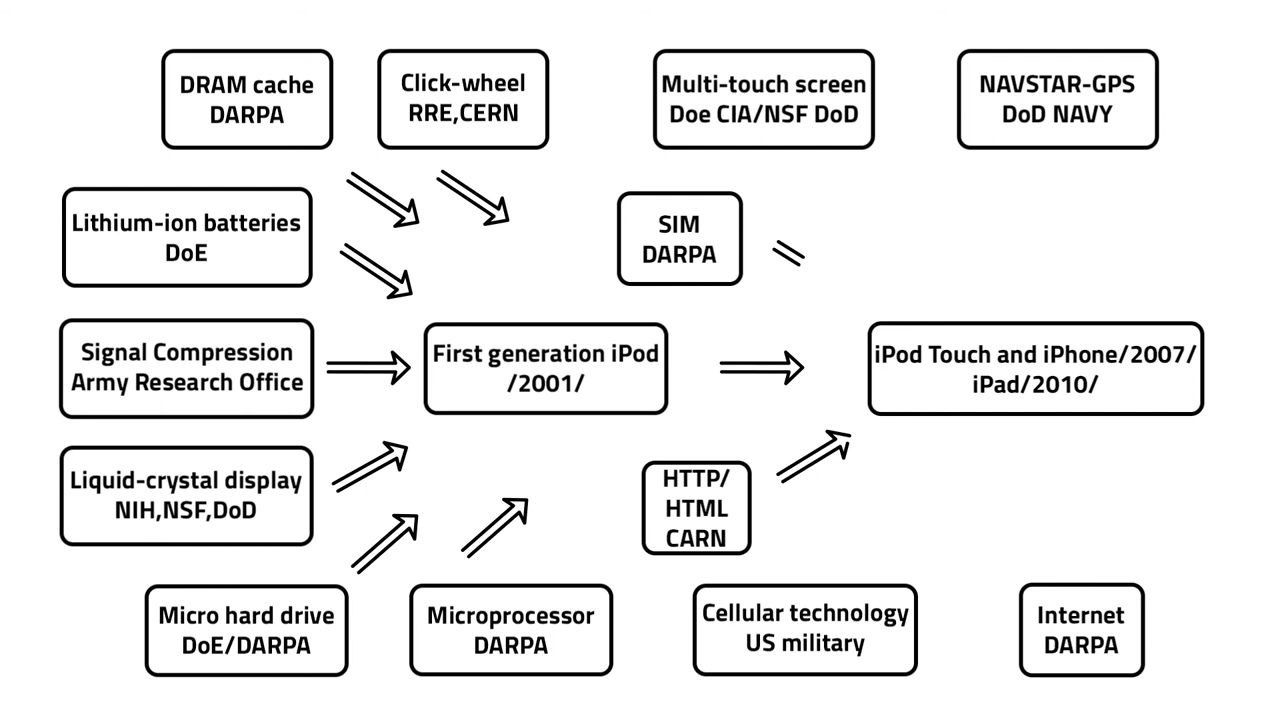 DRAM cache
DARPA
Click-wheel
RRE,CERN
Multi-touch screen
Doe CIA/NSF DoD
NAVSTAR-GPS
DoD NAVY
Lithium-ion batteries
DoE
SIM
DARPA
Signal Compression
Army Research Office
First generation iPod
/2001/
iPod Touch and iPhone/2007/
iPad/2010/
Liquid-crystal display
NIH,NSF,DoD
HTTP/
HTML
CARN
Micro hard drive
DoE/DARPA
Microprocessor
DARPA
Cellular technology
US military
Internet
DARPA